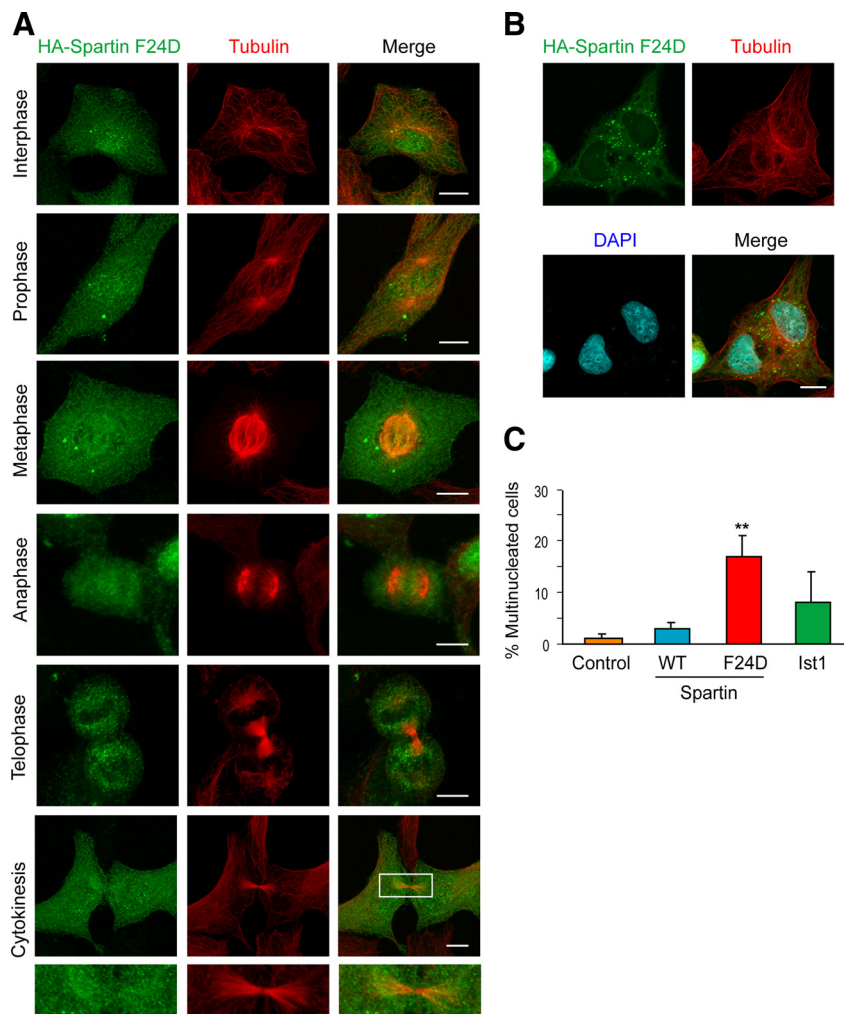 A
HA-Spartin F24D Tubulin Merge
Interphase
Prophase
Metaphase
Anaphase
Telophase
Cytokinesis
B
HA-Spartin F24D Tubulin
DAPI Merge
C
% Multinucleated cells
30
20
10
0
**
Control WT F24D Ist1
Spartin